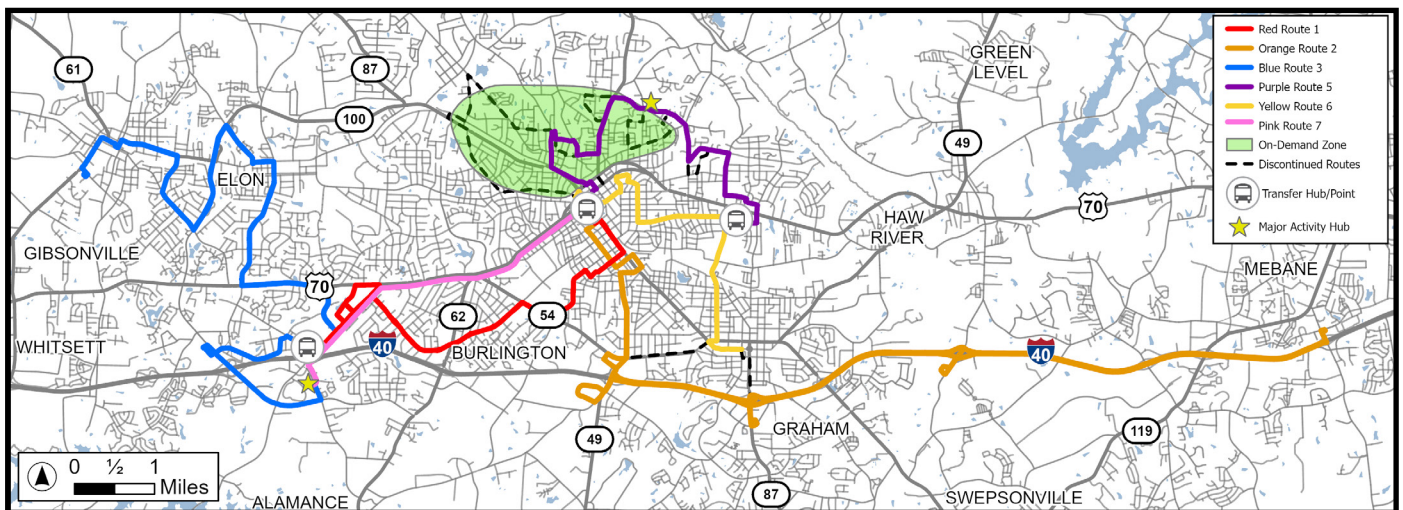 Red Route 1
Orange Route 2
Blue Route 3
Purple Route 5
Yellow Route 6
Pink Route 7
On-Demand Zone
Discontinued Routes
Transfer Hub/Point
Major Activity Hub
61
87
100
GREEN
LEVEL
49
ELON
70
HAW
RIVER
GIBSONVILLE
MEBANE
70
62
54
40
WHITSETT
BURLINGTON
40
GRAHAM
119
49
87
0 ½ 1
Miles
ALAMANCE
SWEPSONVILLE